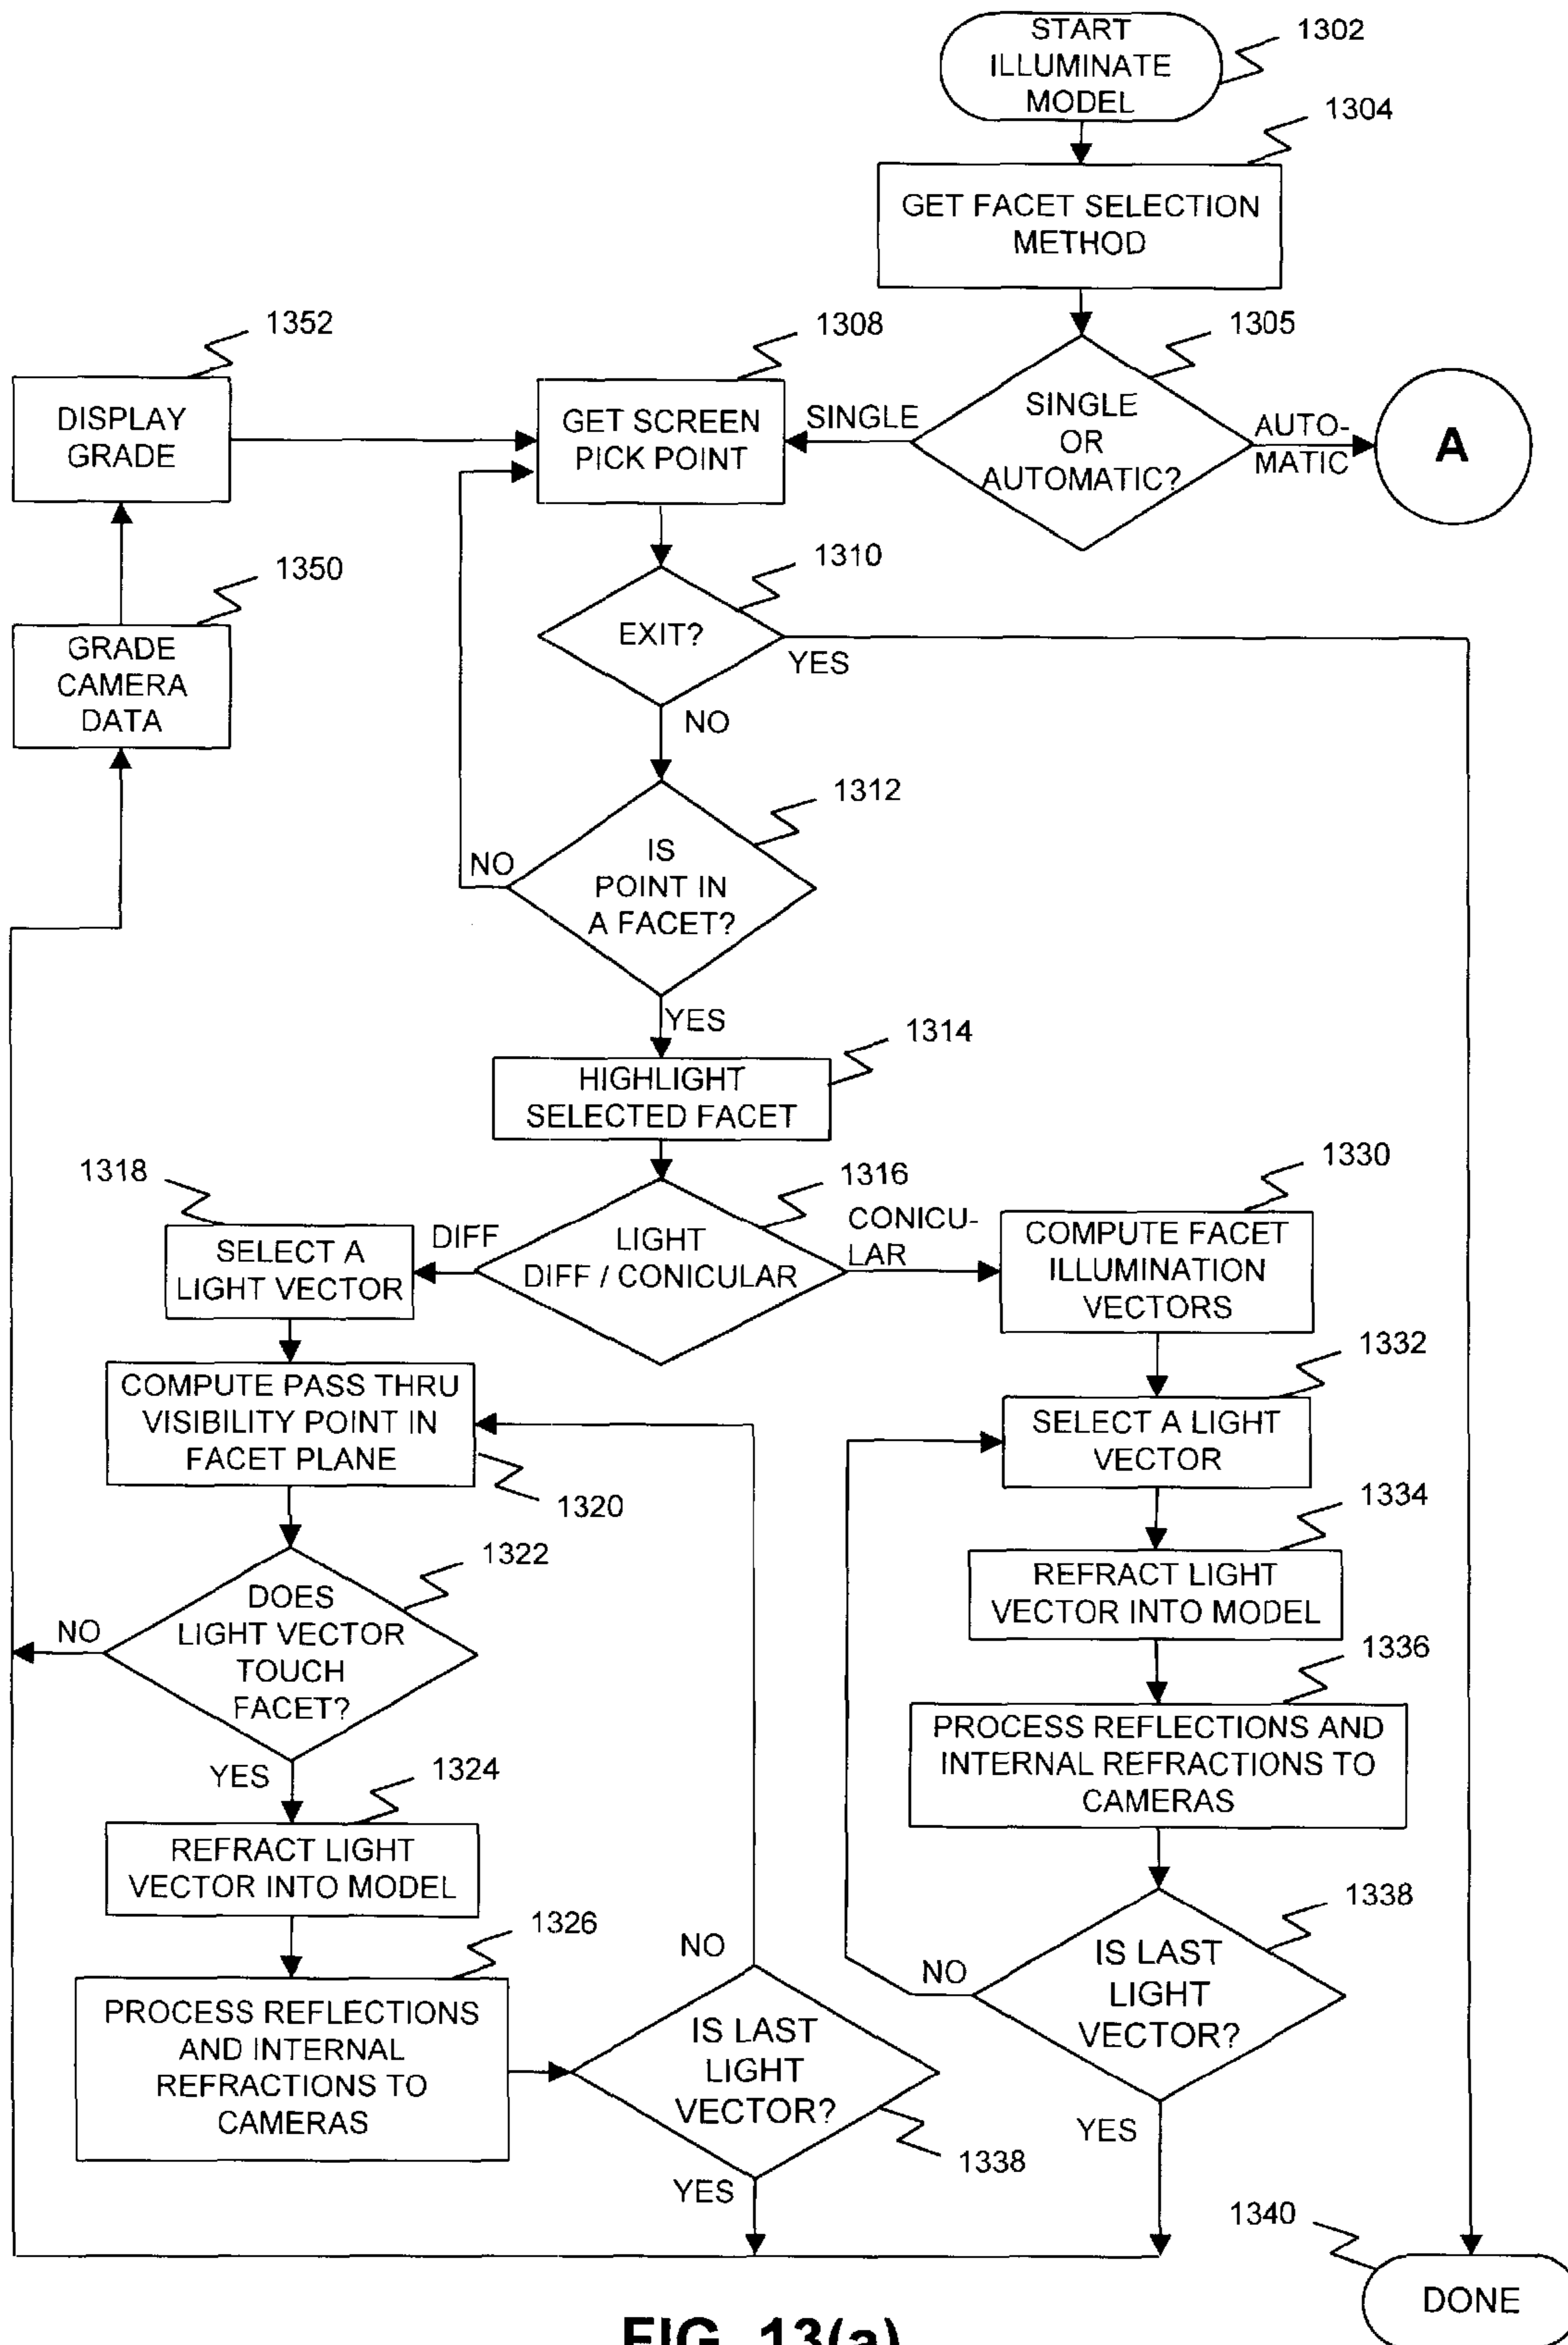 START
ILLUMINATE
MODEL
1302
1304
GET FACET SELECTION
METHOD
1305
SINGLE
OR
AUTOMATIC?
SINGLE
AUTO-
MATIC
A
1308
GET SCREEN
PICK POINT
1352
DISPLAY
GRADE
1350
GRADE
CAMERA
DATA
1310
EXIT?
YES
NO
1312
IS
POINT IN
A FACET?
NO
YES
1314
HIGHLIGHT
SELECTED FACET
1316
LIGHT
DIFF / CONICULAR
DIFF
CONICU-
LAR
1318
SELECT A
LIGHT VECTOR
COMPUTE PASS THRU
VISIBILITY POINT IN
FACET PLANE
1320
1322
DOES
LIGHT VECTOR
TOUCH
FACET?
NO
YES
1324
REFRACT LIGHT
VECTOR INTO MODEL
1326
PROCESS REFLECTIONS
AND INTERNAL
REFRACTIONS TO
CAMERAS
NO
IS LAST
LIGHT
VECTOR?
1338
YES
1330
COMPUTE FACET
ILLUMINATION
VECTORS
1332
SELECT A LIGHT
VECTOR
1334
REFRACT LIGHT
VECTOR INTO MODEL
1336
PROCESS REFLECTIONS AND
INTERNAL REFRACTIONS TO
CAMERAS
1338
IS LAST
LIGHT
VECTOR?
NO
YES
1340
DONE
FIG. 13(a)